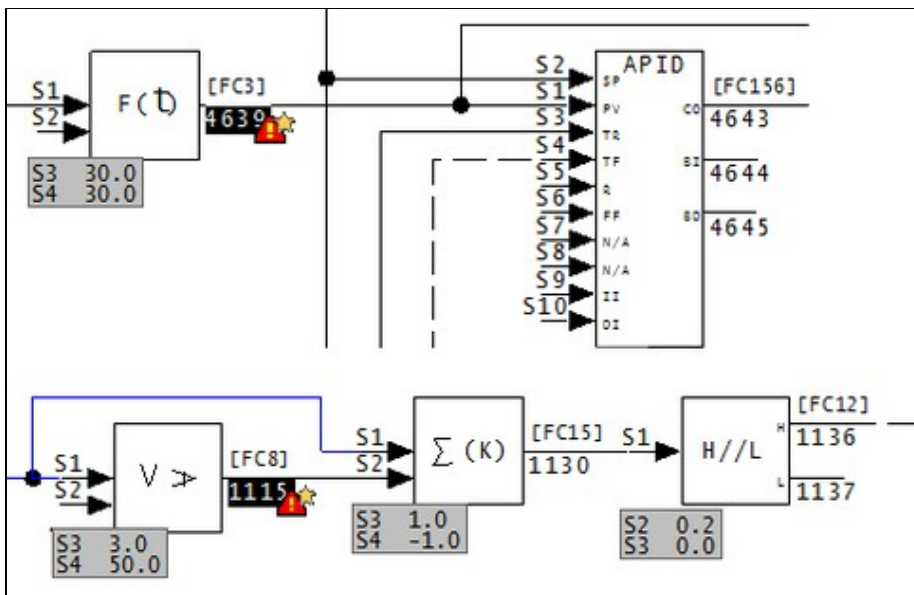 S1
S2
F(t)
[FC3]
4639
S3 30.0
S4 30.0
S2
S1
S3
S4
S5
S6
S7
S8
S9
S10
APID
SP
PV
TR
TF
R
FF
N/A
N/A
II
DI
CO
BI
BO
[FC156]
4643
4644
4645
S1
S2
V ≯
[FC8]
1115
S3 3.0
S4 50.0
S1
S2
Σ (K)
[FC15]
1130
S3 1.0
S4 -1.0
S1
H//L
H
L
[FC12]
1136
1137
S2 0.2
S3 0.0